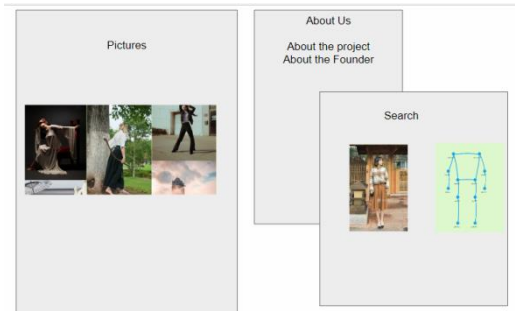 Pictures
About Us
About the project
About the Founder
Search